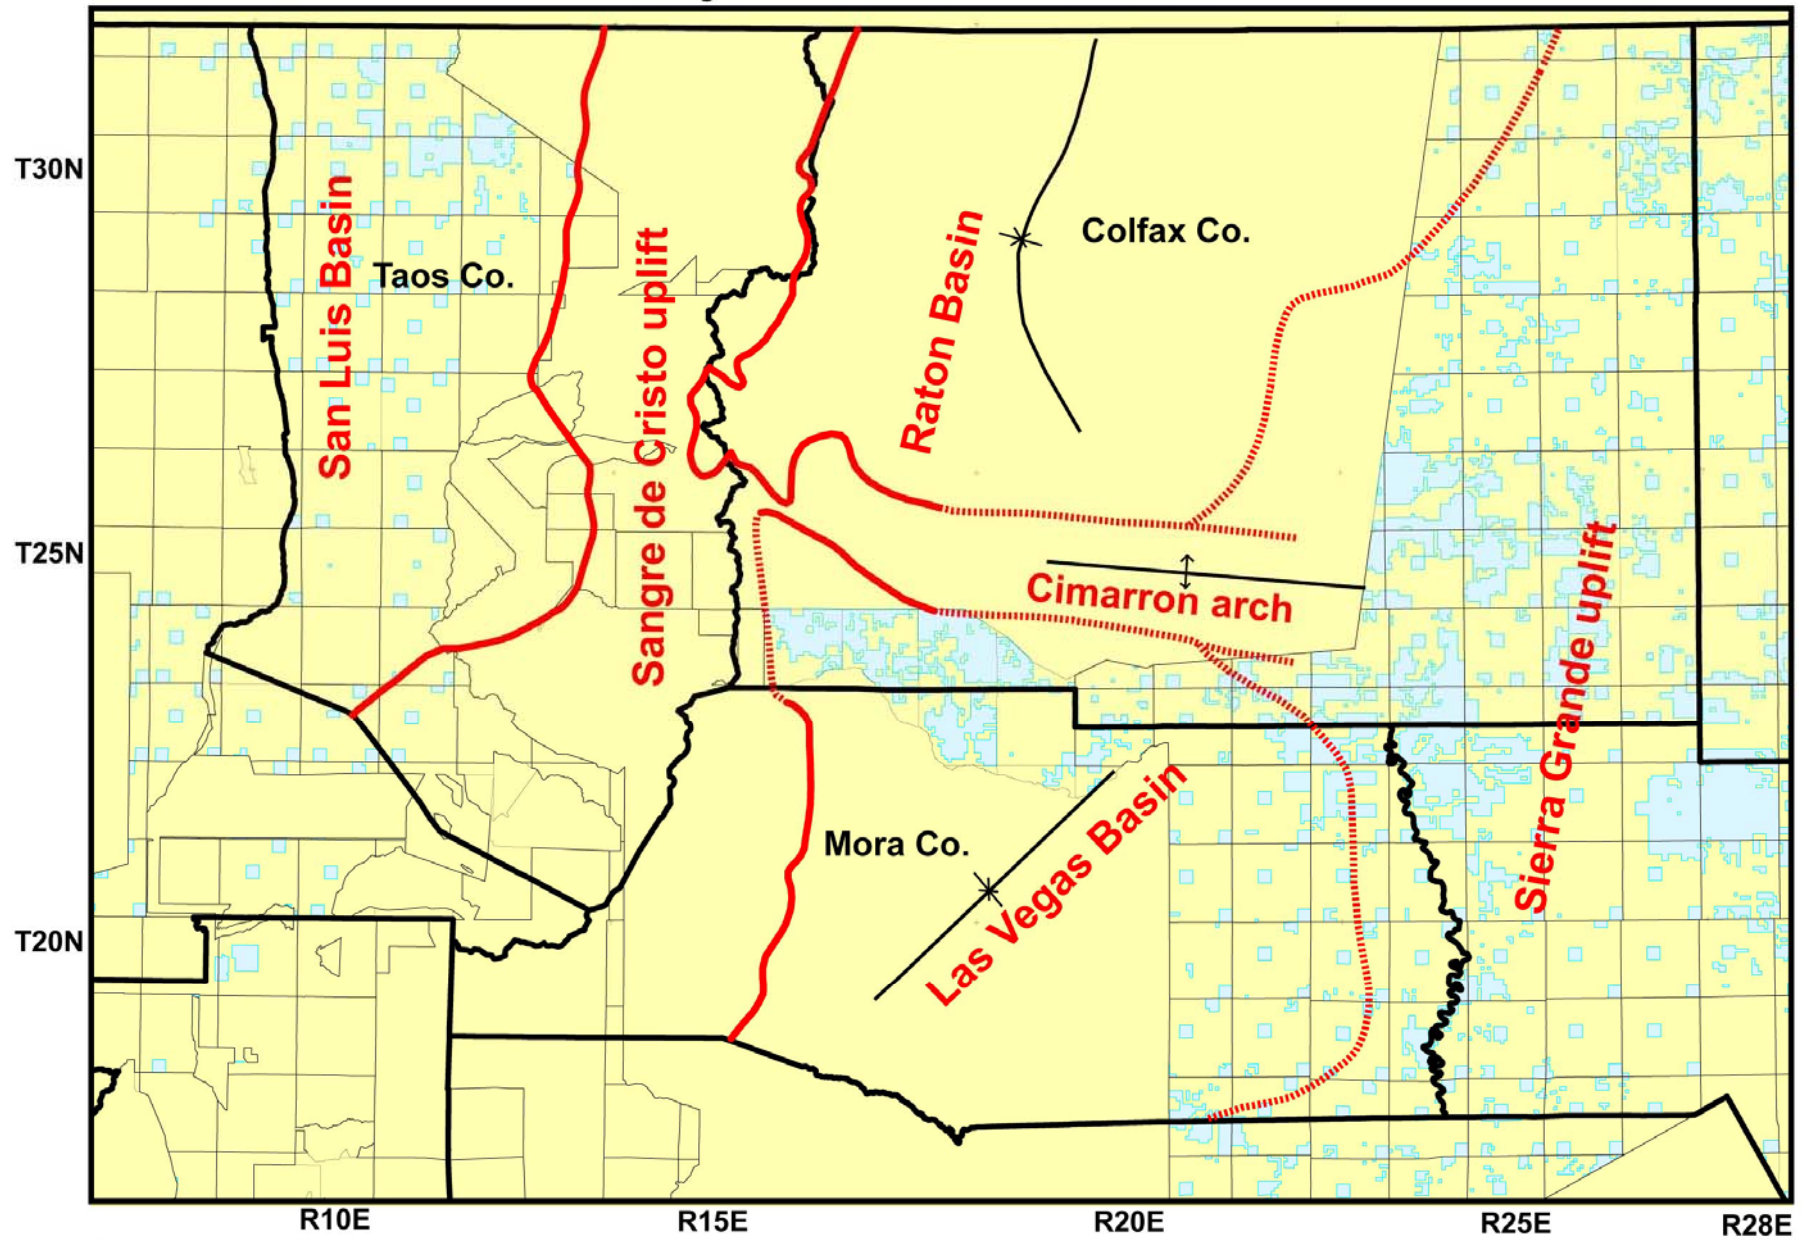 T30N
T25N
T20N
San Luis Basin
Taos Co.
Sangre de Cristo uplift
Raton Basin
Colfax Co.
Cimarron arch
Sierra Grande uplift
Mora Co.
Las Vegas Basin
R10E
R15E
R20E
R25E
R28E